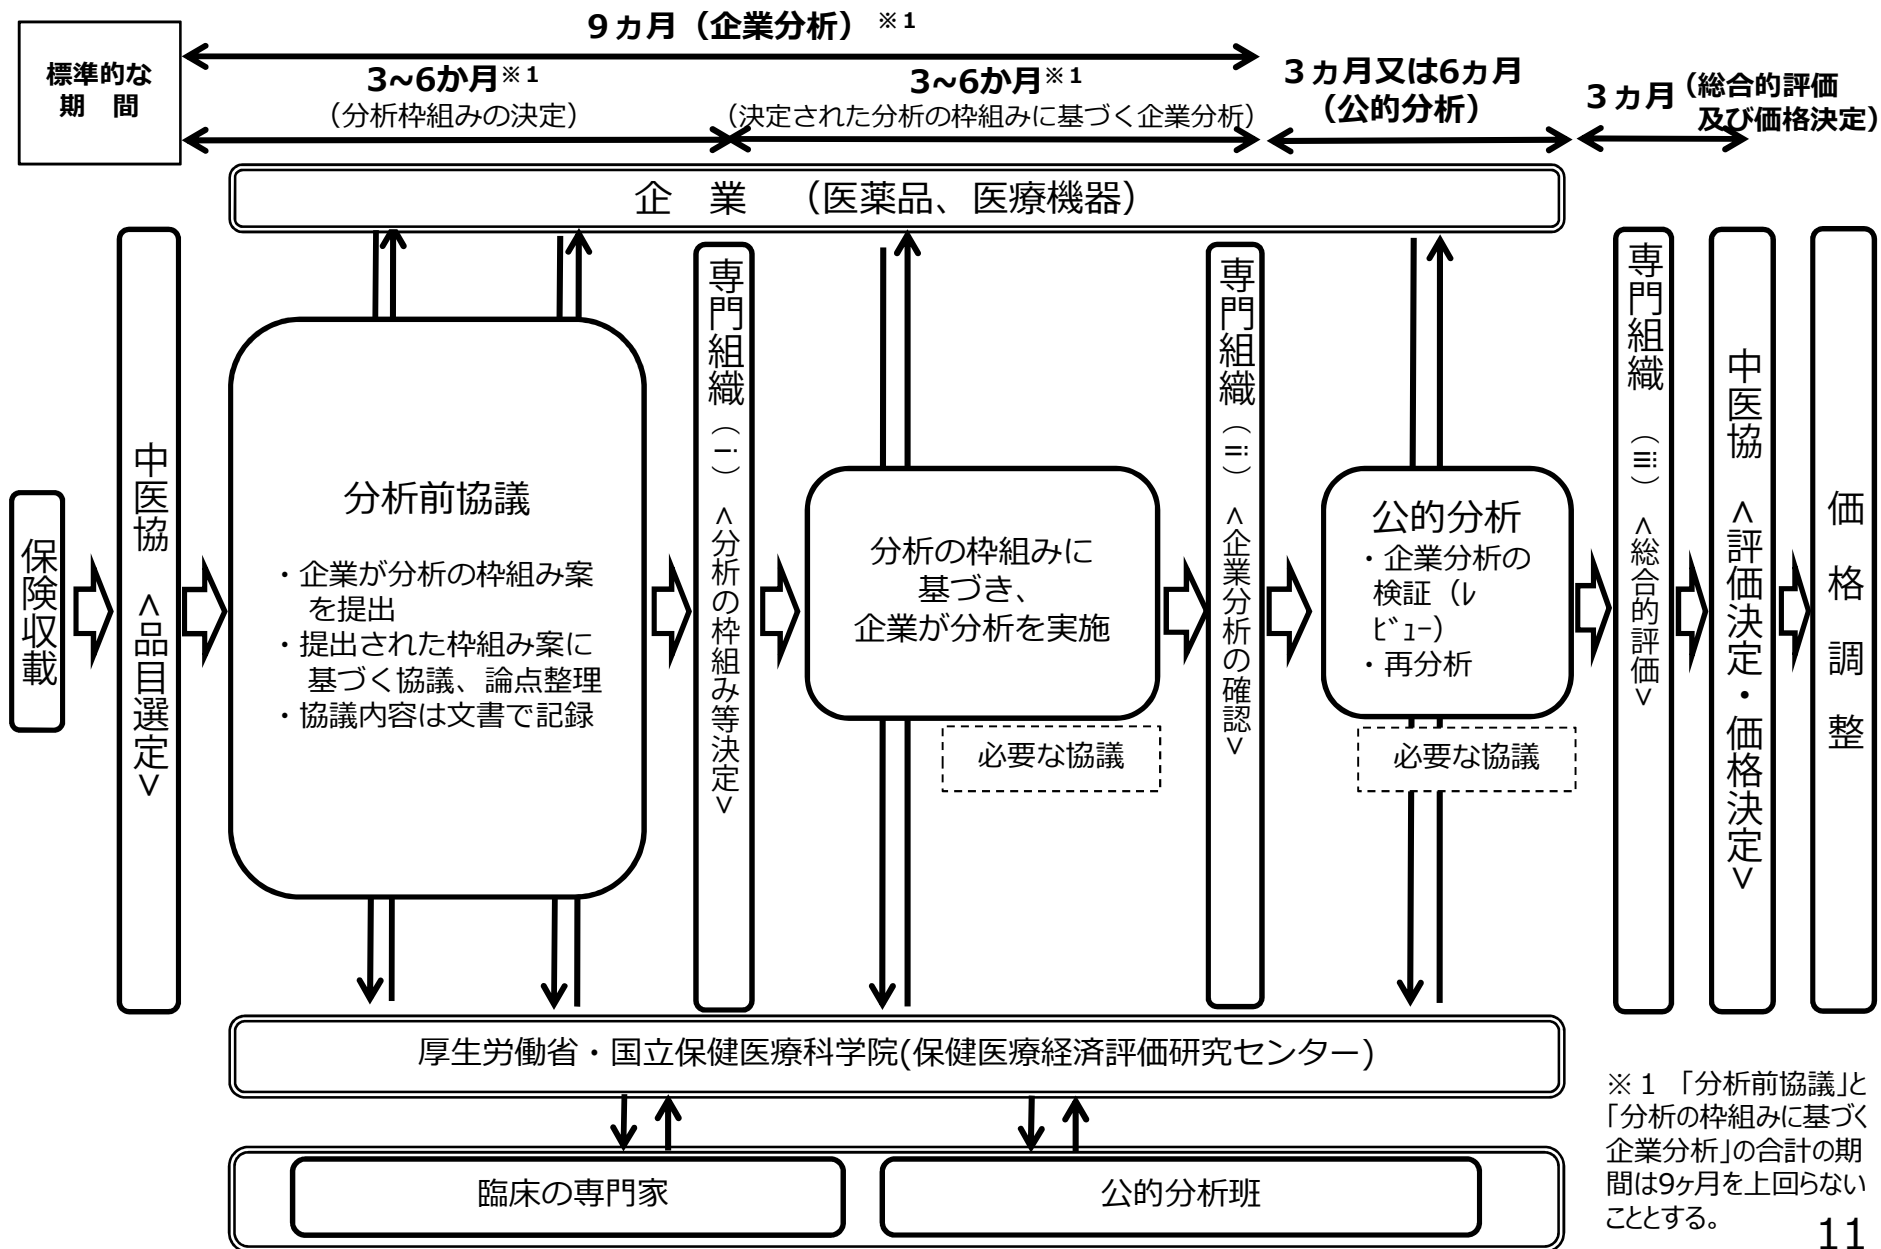 標準的な
期　間
９ヵ月（企業分析）※１
3~6か月※１
（分析枠組みの決定）
3~6か月※１
（決定された分析の枠組みに基づく企業分析）
３ヵ月又は6ヵ月
（公的分析）
３ヵ月（総合的評価
及び価格決定）
企　業　（医薬品、医療機器）
保険収載
中医協　＜品目選定＞
分析前協議
・企業が分析の枠組み案
を提出
・提出された枠組み案に
基づく協議、論点整理
・協議内容は文書で記録
専門組織（ⅰ）＜分析の枠組み等決定＞
分析の枠組みに
基づき、
企業が分析を実施
必要な協議
専門組織（ⅱ）＜企業分析の確認＞
公的分析
・企業分析の
検証（ﾚ
ﾋﾞｭｰ）
・再分析
必要な協議
専門組織　（ⅲ）＜総合的評価＞
中医協　＜評価決定・価格決定＞
価　格　調　整
厚生労働省・国立保健医療科学院(保健医療経済評価研究センター)
臨床の専門家
公的分析班
※１　「分析前協議」と
「分析の枠組みに基づく
企業分析」の合計の期
間は9ヶ月を上回らない
こととする。
11